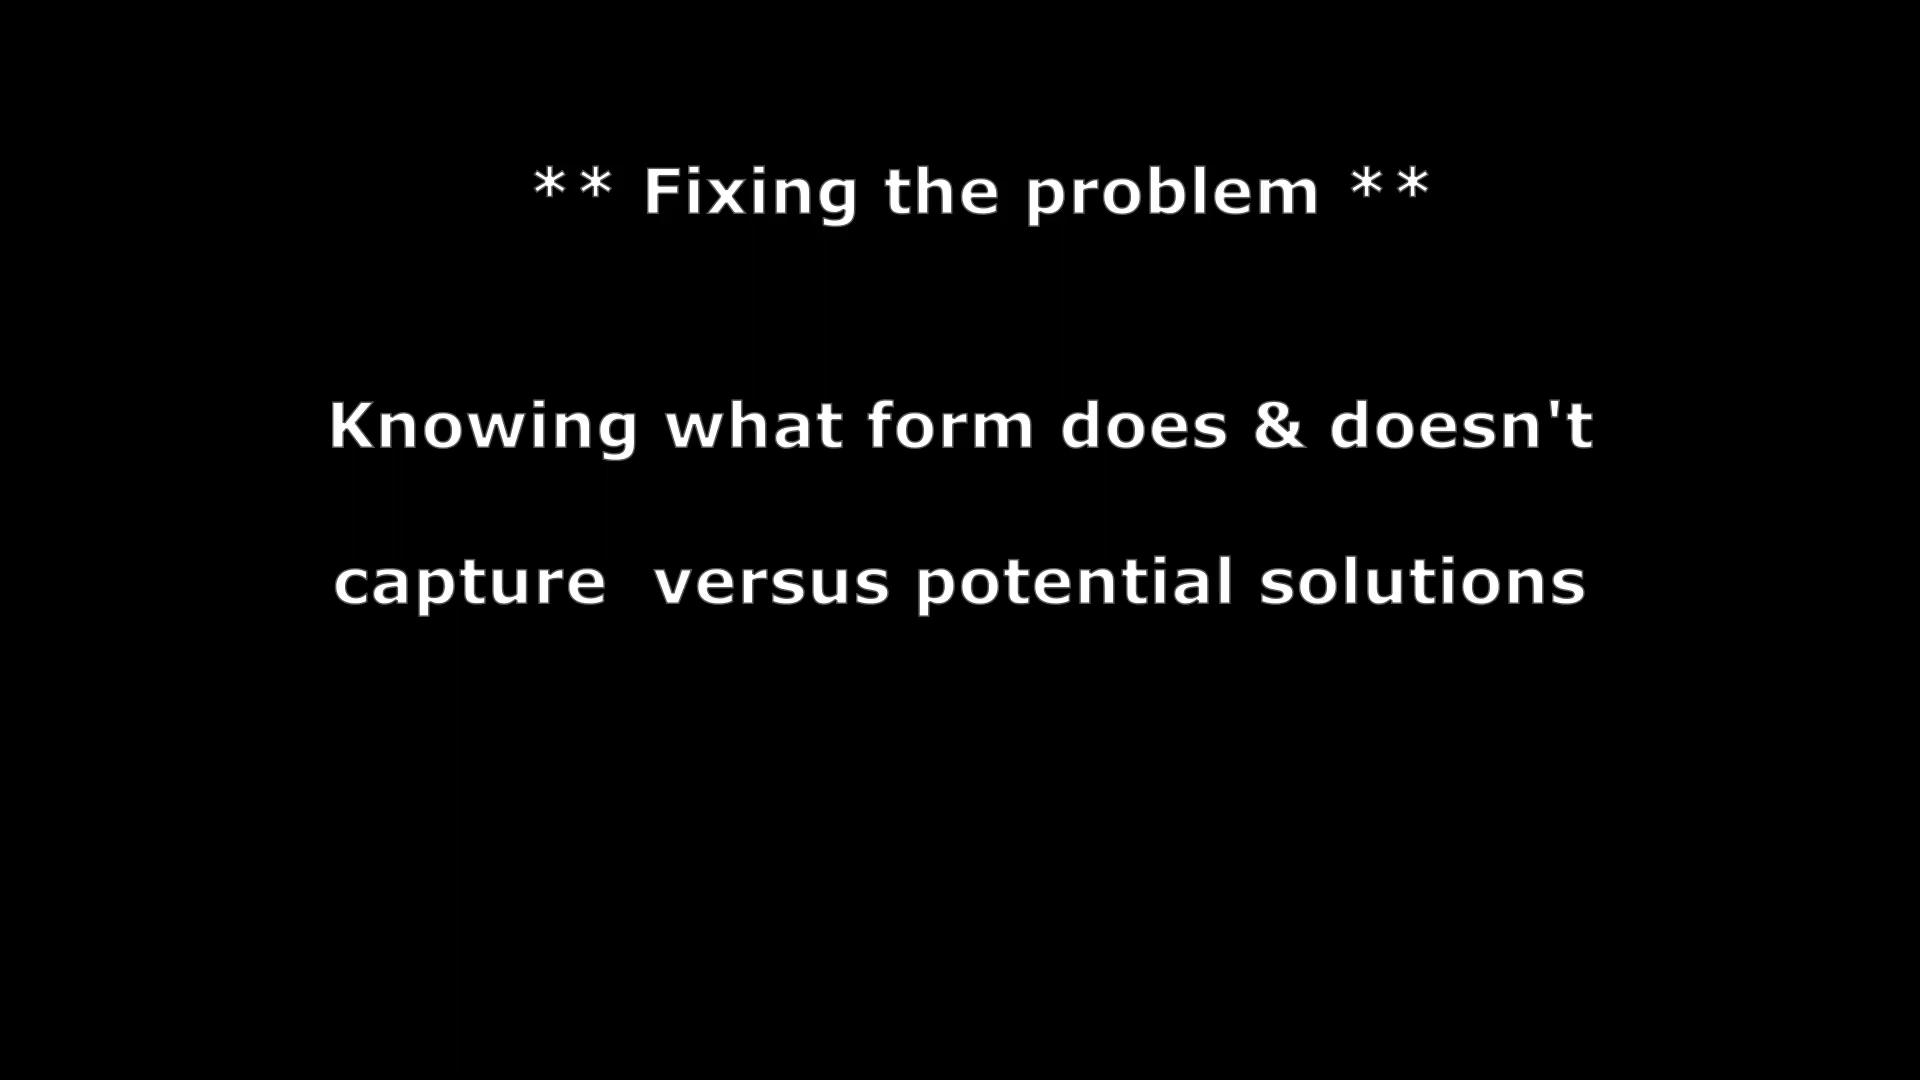 ** Fixing the problem **
Knowing what form does & doesn't
capture  versus potential solutions